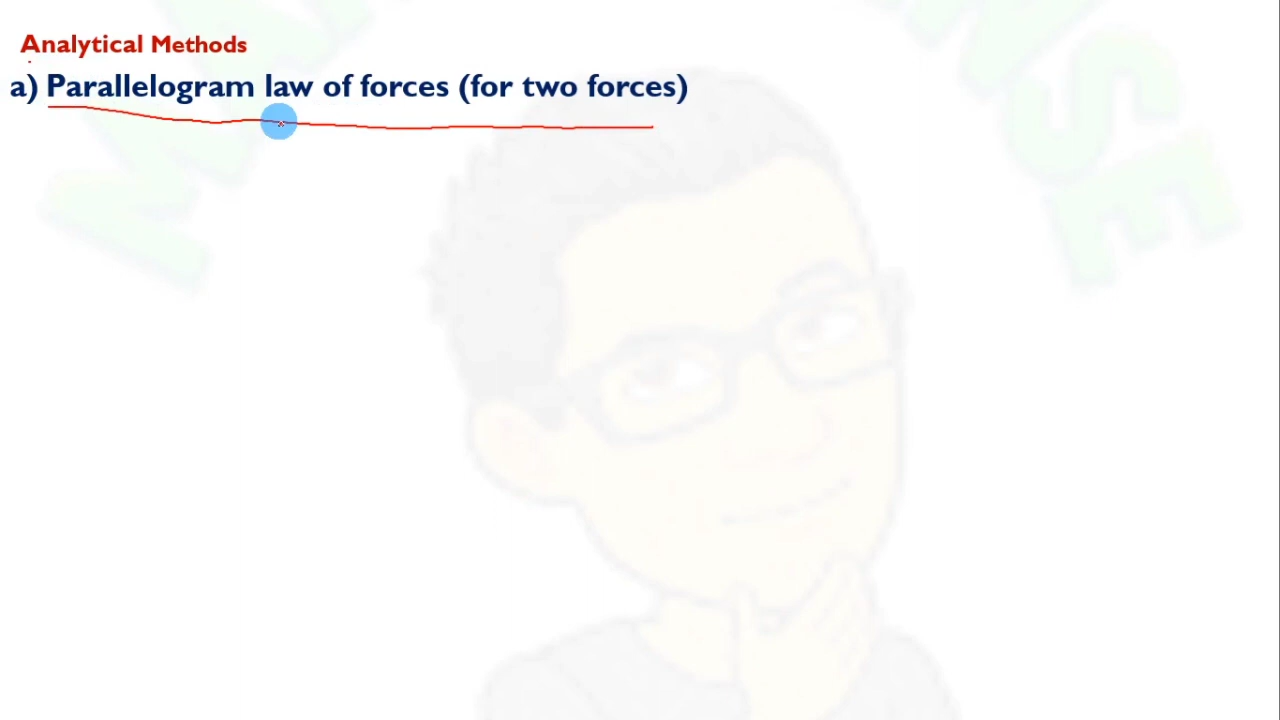 Analytical Methods
a) Parallelogram law of forces (for two forces)